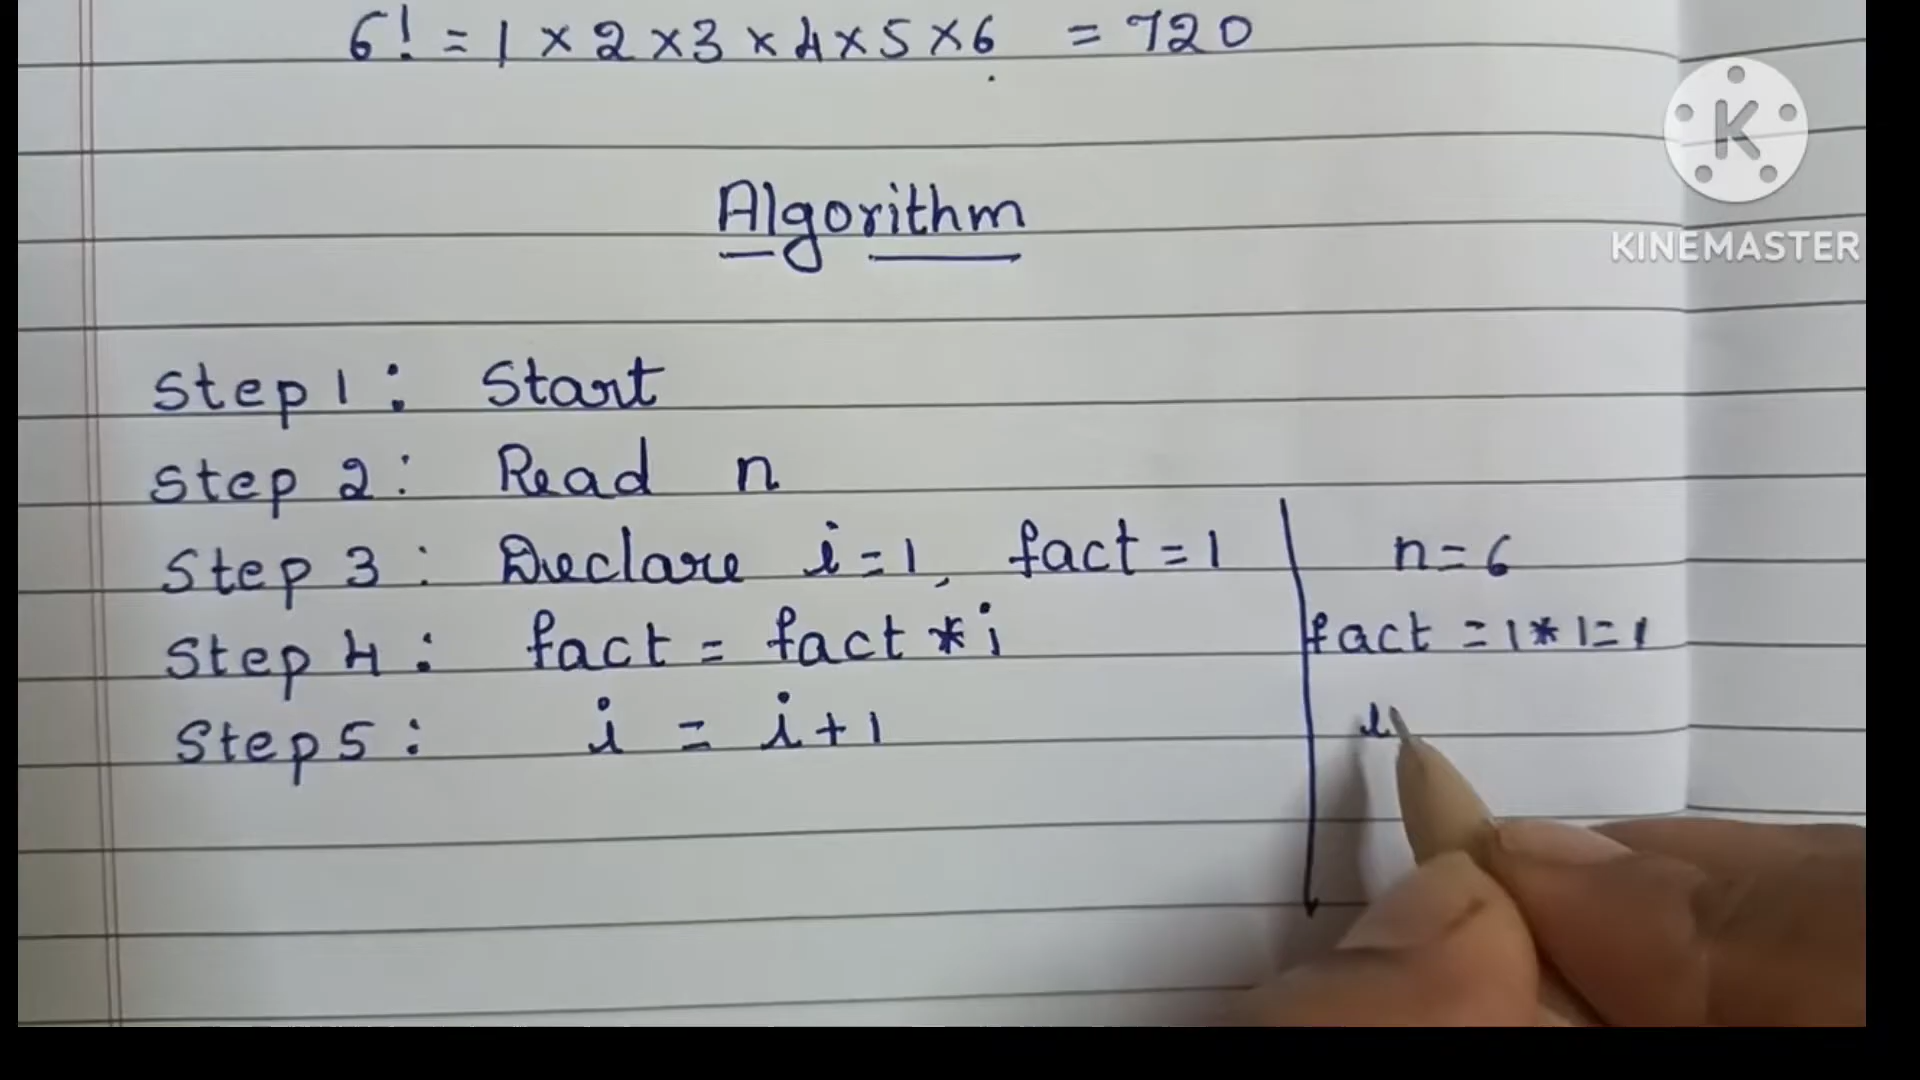 6! = 1 × 2 × 3 × 4 × 5 × 6 = 720
K
KINEMASTER
Algorithm
Step 1 : Start
Step 2 : Read n
Step 3 : Declare i = 1, fact = 1
n = 6
Step 4 : fact = fact * i
fact = 1 * 1 = 1
Step 5 : i = i + 1
i